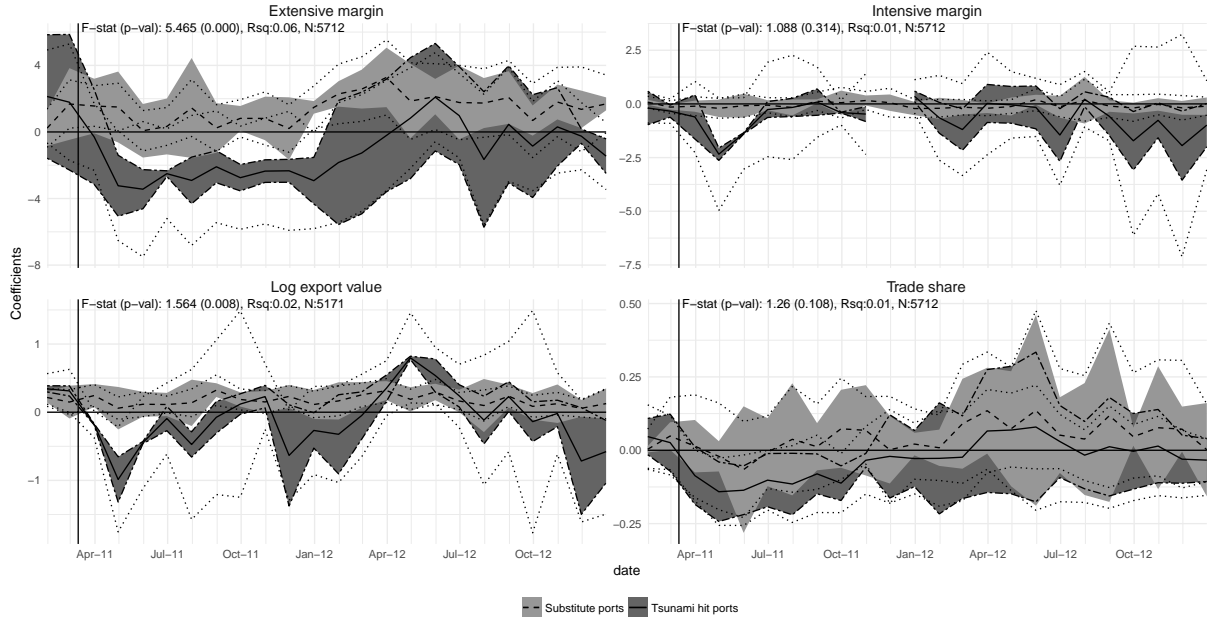 Extensive margin
F−stat (p−val): 5.465 (0.000), Rsq:0.06, N:5712
4
0
−4
−8
Intensive margin
F−stat (p−val): 1.088 (0.314), Rsq:0.01, N:5712
2.5
0.0
−2.5
−5.0
−7.5
Coefficients
Log export value
F−stat (p−val): 1.564 (0.008), Rsq:0.02, N:5171
1
0
−1
Apr−11 Jul−11 Oct−11 Jan−12 Apr−12 Jul−12 Oct−12
Trade share
F−stat (p−val): 1.26 (0.108), Rsq:0.01, N:5712
0.50
0.25
0.00
−0.25
Apr−11 Jul−11 Oct−11 Jan−12 Apr−12 Jul−12 Oct−12
date
Substitute ports Tsunami hit ports